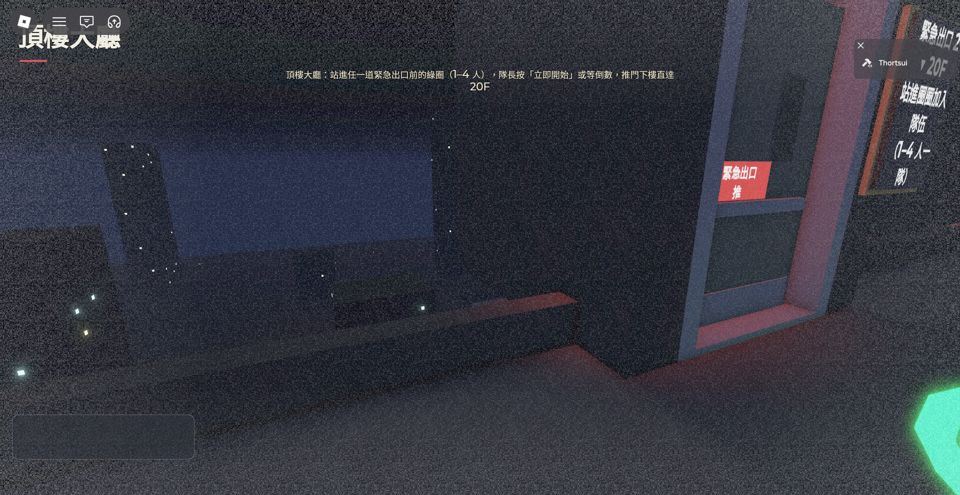 頂樓大廳
頂樓大廳：站進任一道緊急出口前的綠圈（1–4 人），隊長按「立即開始」或等倒數，推門下樓直達
20F
Thortsui
緊急出口
推
緊急出口 2
▼ 20F
站進圈圈加入
隊伍
(1–4 人一
隊)